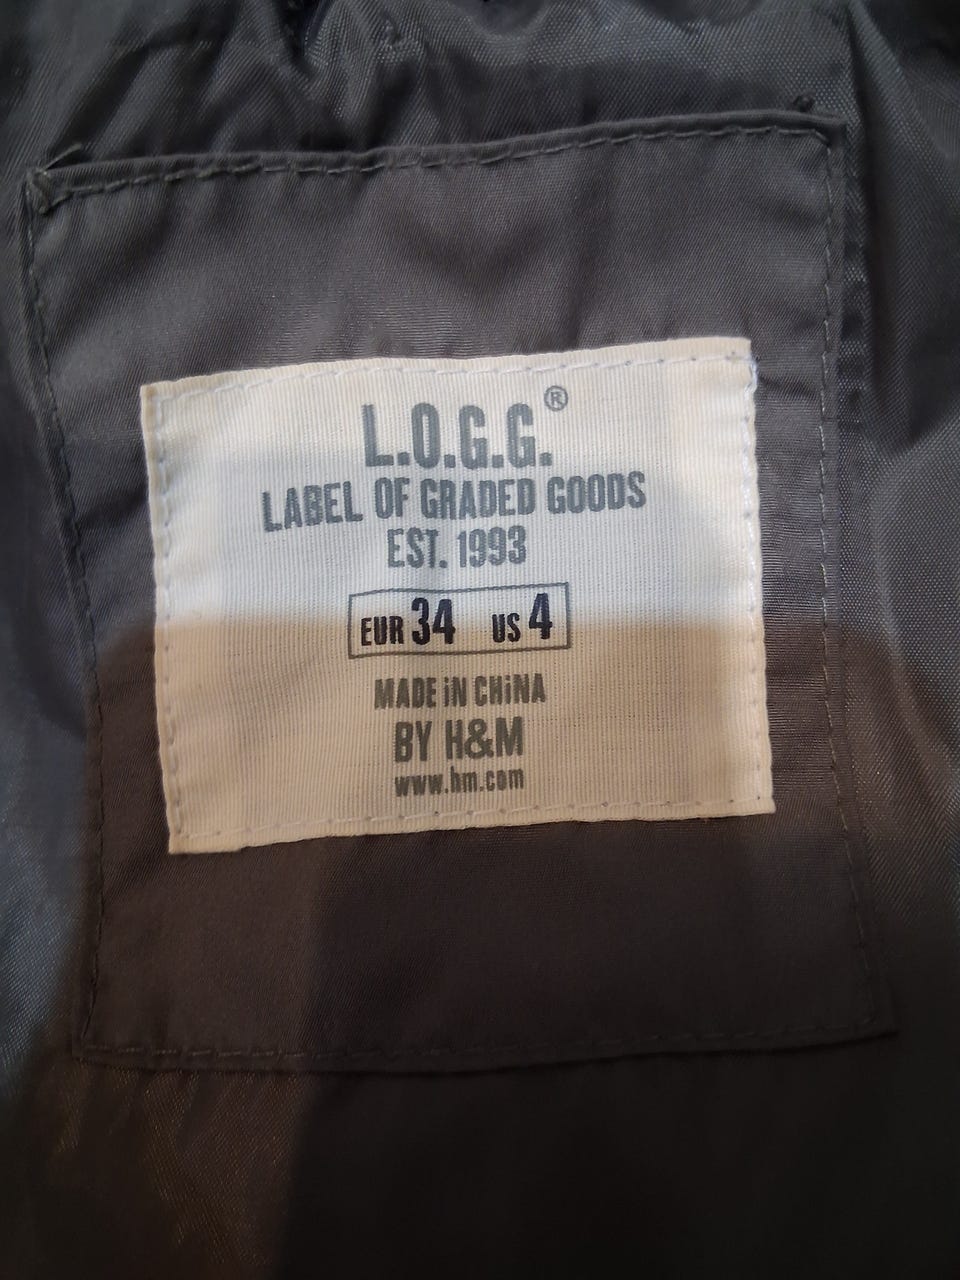 L.O.G.G.®
LABEL OF GRADED GOODS
EST. 1993
EUR 34 US 4
MADE iN CHiNA
BY H&M
www.hm.com